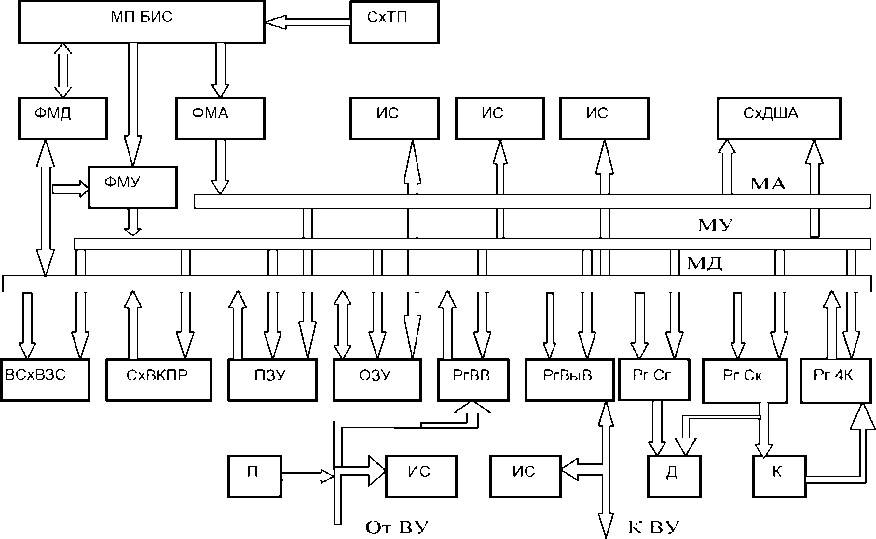 МП БИС
СхТП
ФМД
ФМА
ИС
ИС
ИС
СхДША
ФМУ
МА
МУ
МД
ВСхВЗС
СхВКПР
ПЗУ
ОЗУ
РгВВ
РгВыВ
Рг Сг
Рг Ск
Рг 4К
П
ИС
ИС
Д
К
От ВУ
К ВУ